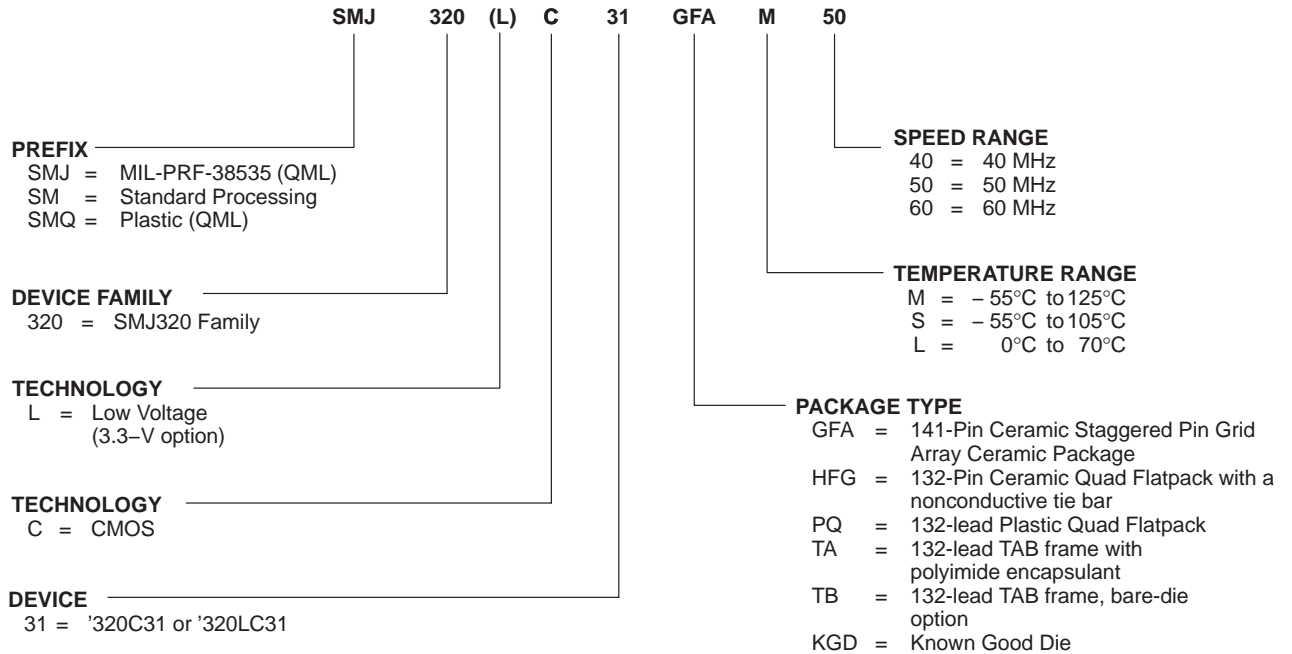 SMJ 320 (L) C 31 GFA M 50
PREFIX
SMJ = MIL-PRF-38535 (QML)
SM = Standard Processing
SMQ = Plastic (QML)
DEVICE FAMILY
320 = SMJ320 Family
TECHNOLOGY
L = Low Voltage
(3.3–V option)
TECHNOLOGY
C = CMOS
DEVICE
31 = '320C31 or '320LC31
SPEED RANGE
40 = 40 MHz
50 = 50 MHz
60 = 60 MHz
TEMPERATURE RANGE
M = – 55°C to 125°C
S = – 55°C to 105°C
L = 0°C to 70°C
PACKAGE TYPE
GFA = 141-Pin Ceramic Staggered Pin Grid
Array Ceramic Package
HFG = 132-Pin Ceramic Quad Flatpack with a
nonconductive tie bar
PQ = 132-lead Plastic Quad Flatpack
TA = 132-lead TAB frame with
polyimide encapsulant
TB = 132-lead TAB frame, bare-die
option
KGD = Known Good Die